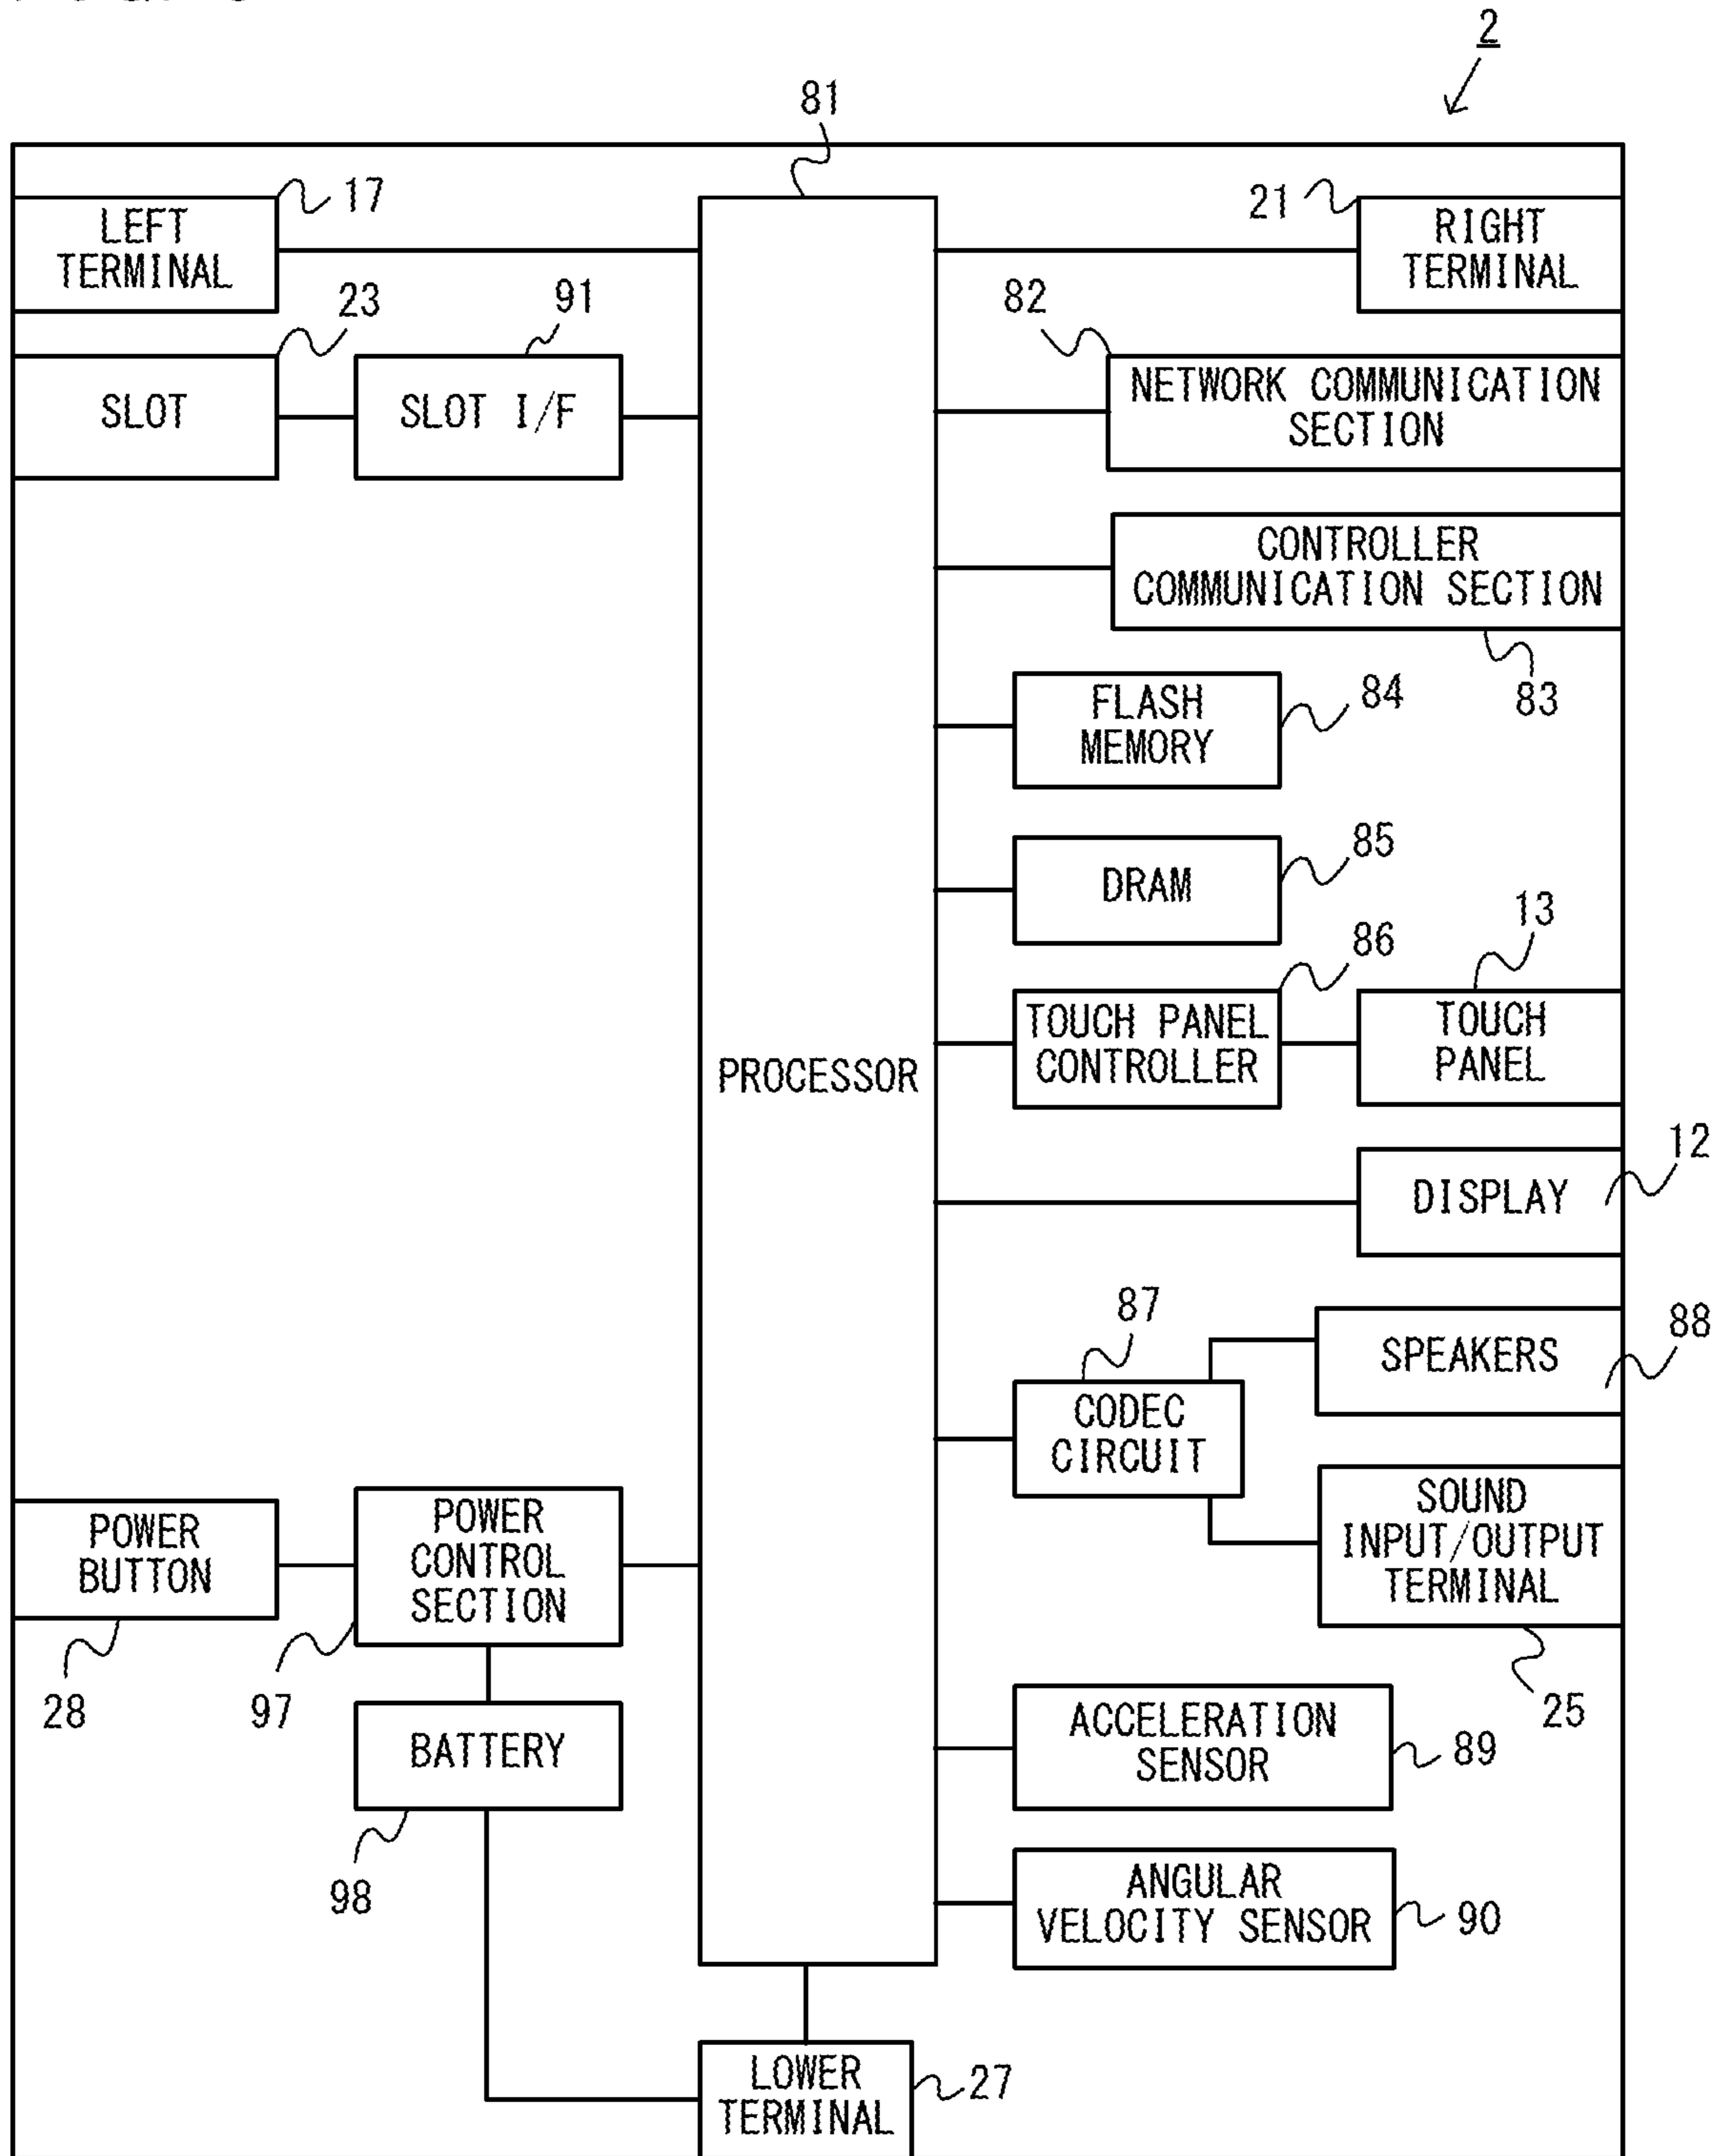 2
81
17
LEFT
TERMINAL
21
RIGHT
TERMINAL
23
91
82
SLOT
SLOT I/F
NETWORK COMMUNICATION
SECTION
CONTROLLER
COMMUNICATION SECTION
83
FLASH
MEMORY
84
DRAM
85
PROCESSOR
86
13
TOUCH PANEL
CONTROLLER
TOUCH
PANEL
12
DISPLAY
87
88
SPEAKERS
CODEC
CIRCUIT
SOUND
INPUT/OUTPUT
TERMINAL
25
POWER
BUTTON
28
POWER
CONTROL
SECTION
97
BATTERY
98
ACCELERATION
SENSOR
89
ANGULAR
VELOCITY SENSOR
90
LOWER
TERMINAL
27